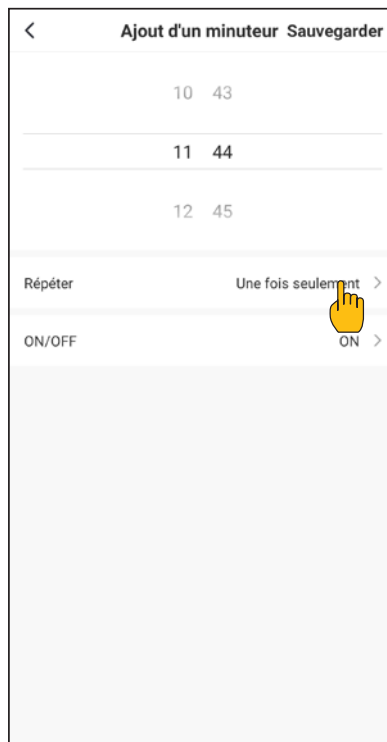 Ajout d'un minuteur Sauvegarder
10 43
11 44
12 45
Répéter Une fois seulement
ON/OFF ON